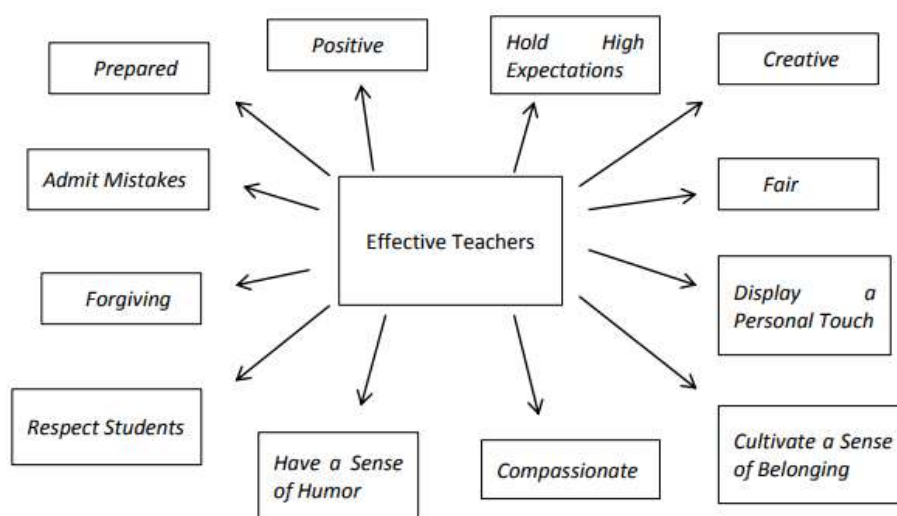 Prepared
Positive
Hold High
Expectations
Creative
Admit Mistakes
Effective Teachers
Fair
Forgiving
Display a
Personal Touch
Respect Students
Have a Sense
of Humor
Compassionate
Cultivate a Sense
of Belonging